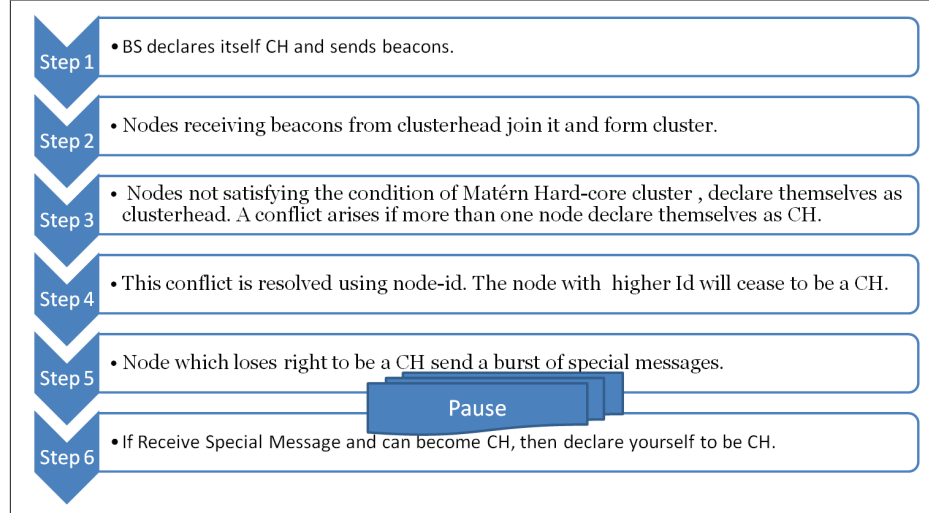 Step 1
• BS declares itself CH and sends beacons.
Step 2
• Nodes receiving beacons from clusterhead join it and form cluster.
Step 3
• Nodes not satisfying the condition of Matérn Hard-core cluster , declare themselves as
clusterhead. A conflict arises if more than one node declare themselves as CH.
Step 4
• This conflict is resolved using node-id. The node with higher Id will cease to be a CH.
Step 5
• Node which loses right to be a CH send a burst of special messages.
Pause
Step 6
• If Receive Special Message and can become CH, then declare yourself to be CH.